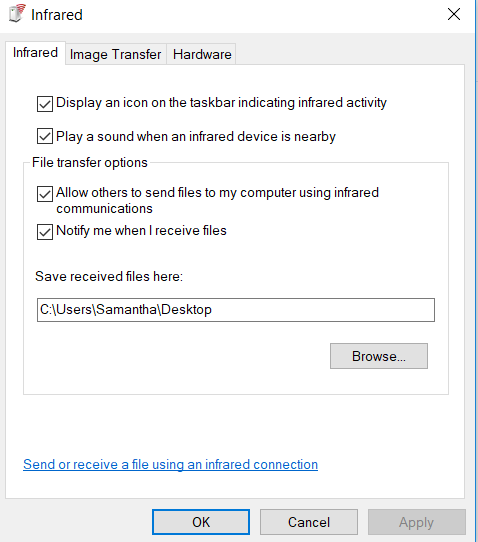 Infrared
Infrared Image Transfer Hardware
Display an icon on the taskbar indicating infrared activity
Play a sound when an infrared device is nearby
File transfer options
Allow others to send files to my computer using infrared
communications
Notify me when I receive files
Save received files here:
C:\Users\Samantha\Desktop
Browse...
Send or receive a file using an infrared connection
OK Cancel Apply